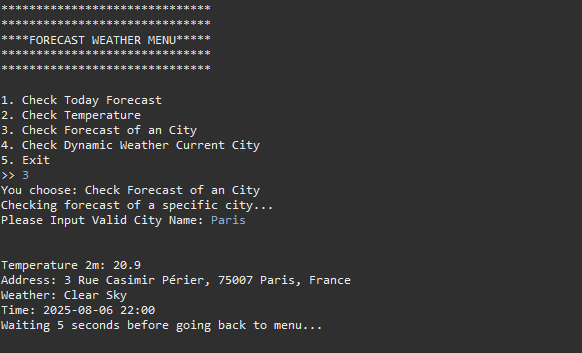 ******************************
******************************
****FORECAST WEATHER MENU*****
******************************
******************************
1. Check Today Forecast
2. Check Temperature
3. Check Forecast of an City
4. Check Dynamic Weather Current City
5. Exit
>> 3
You choose: Check Forecast of an City
Checking forecast of a specific city...
Please Input Valid City Name: Paris
Temperature 2m: 20.9
Address: 3 Rue Casimir Périer, 75007 Paris, France
Weather: Clear Sky
Time: 2025-08-06 22:00
Waiting 5 seconds before going back to menu...